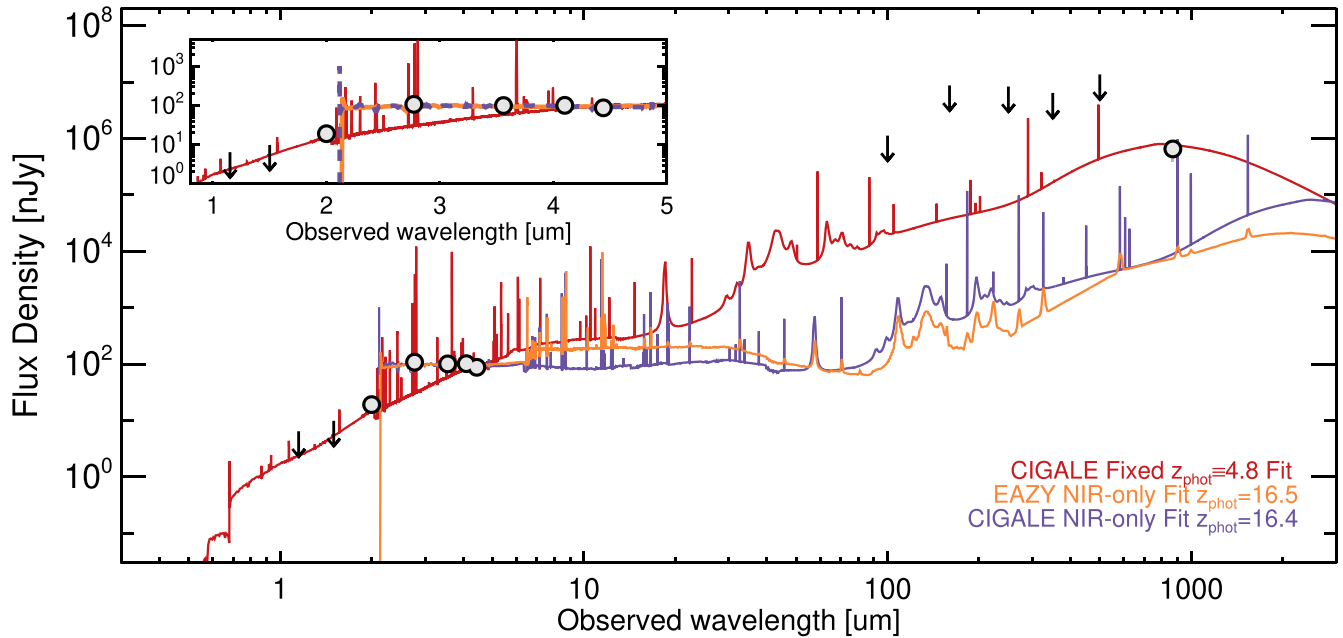 10^8
10^6
10^4
10^2
10^0
Flux Density [nJy]
10^3
10^2
10^1
10^0
1 2 3 4 5
Observed wavelength [um]
CIGALE Fixed z_phot=4.8 Fit
EAZY NIR-only Fit z_phot=16.5
CIGALE NIR-only Fit z_phot=16.4
1 10 100 1000
Observed wavelength [um]